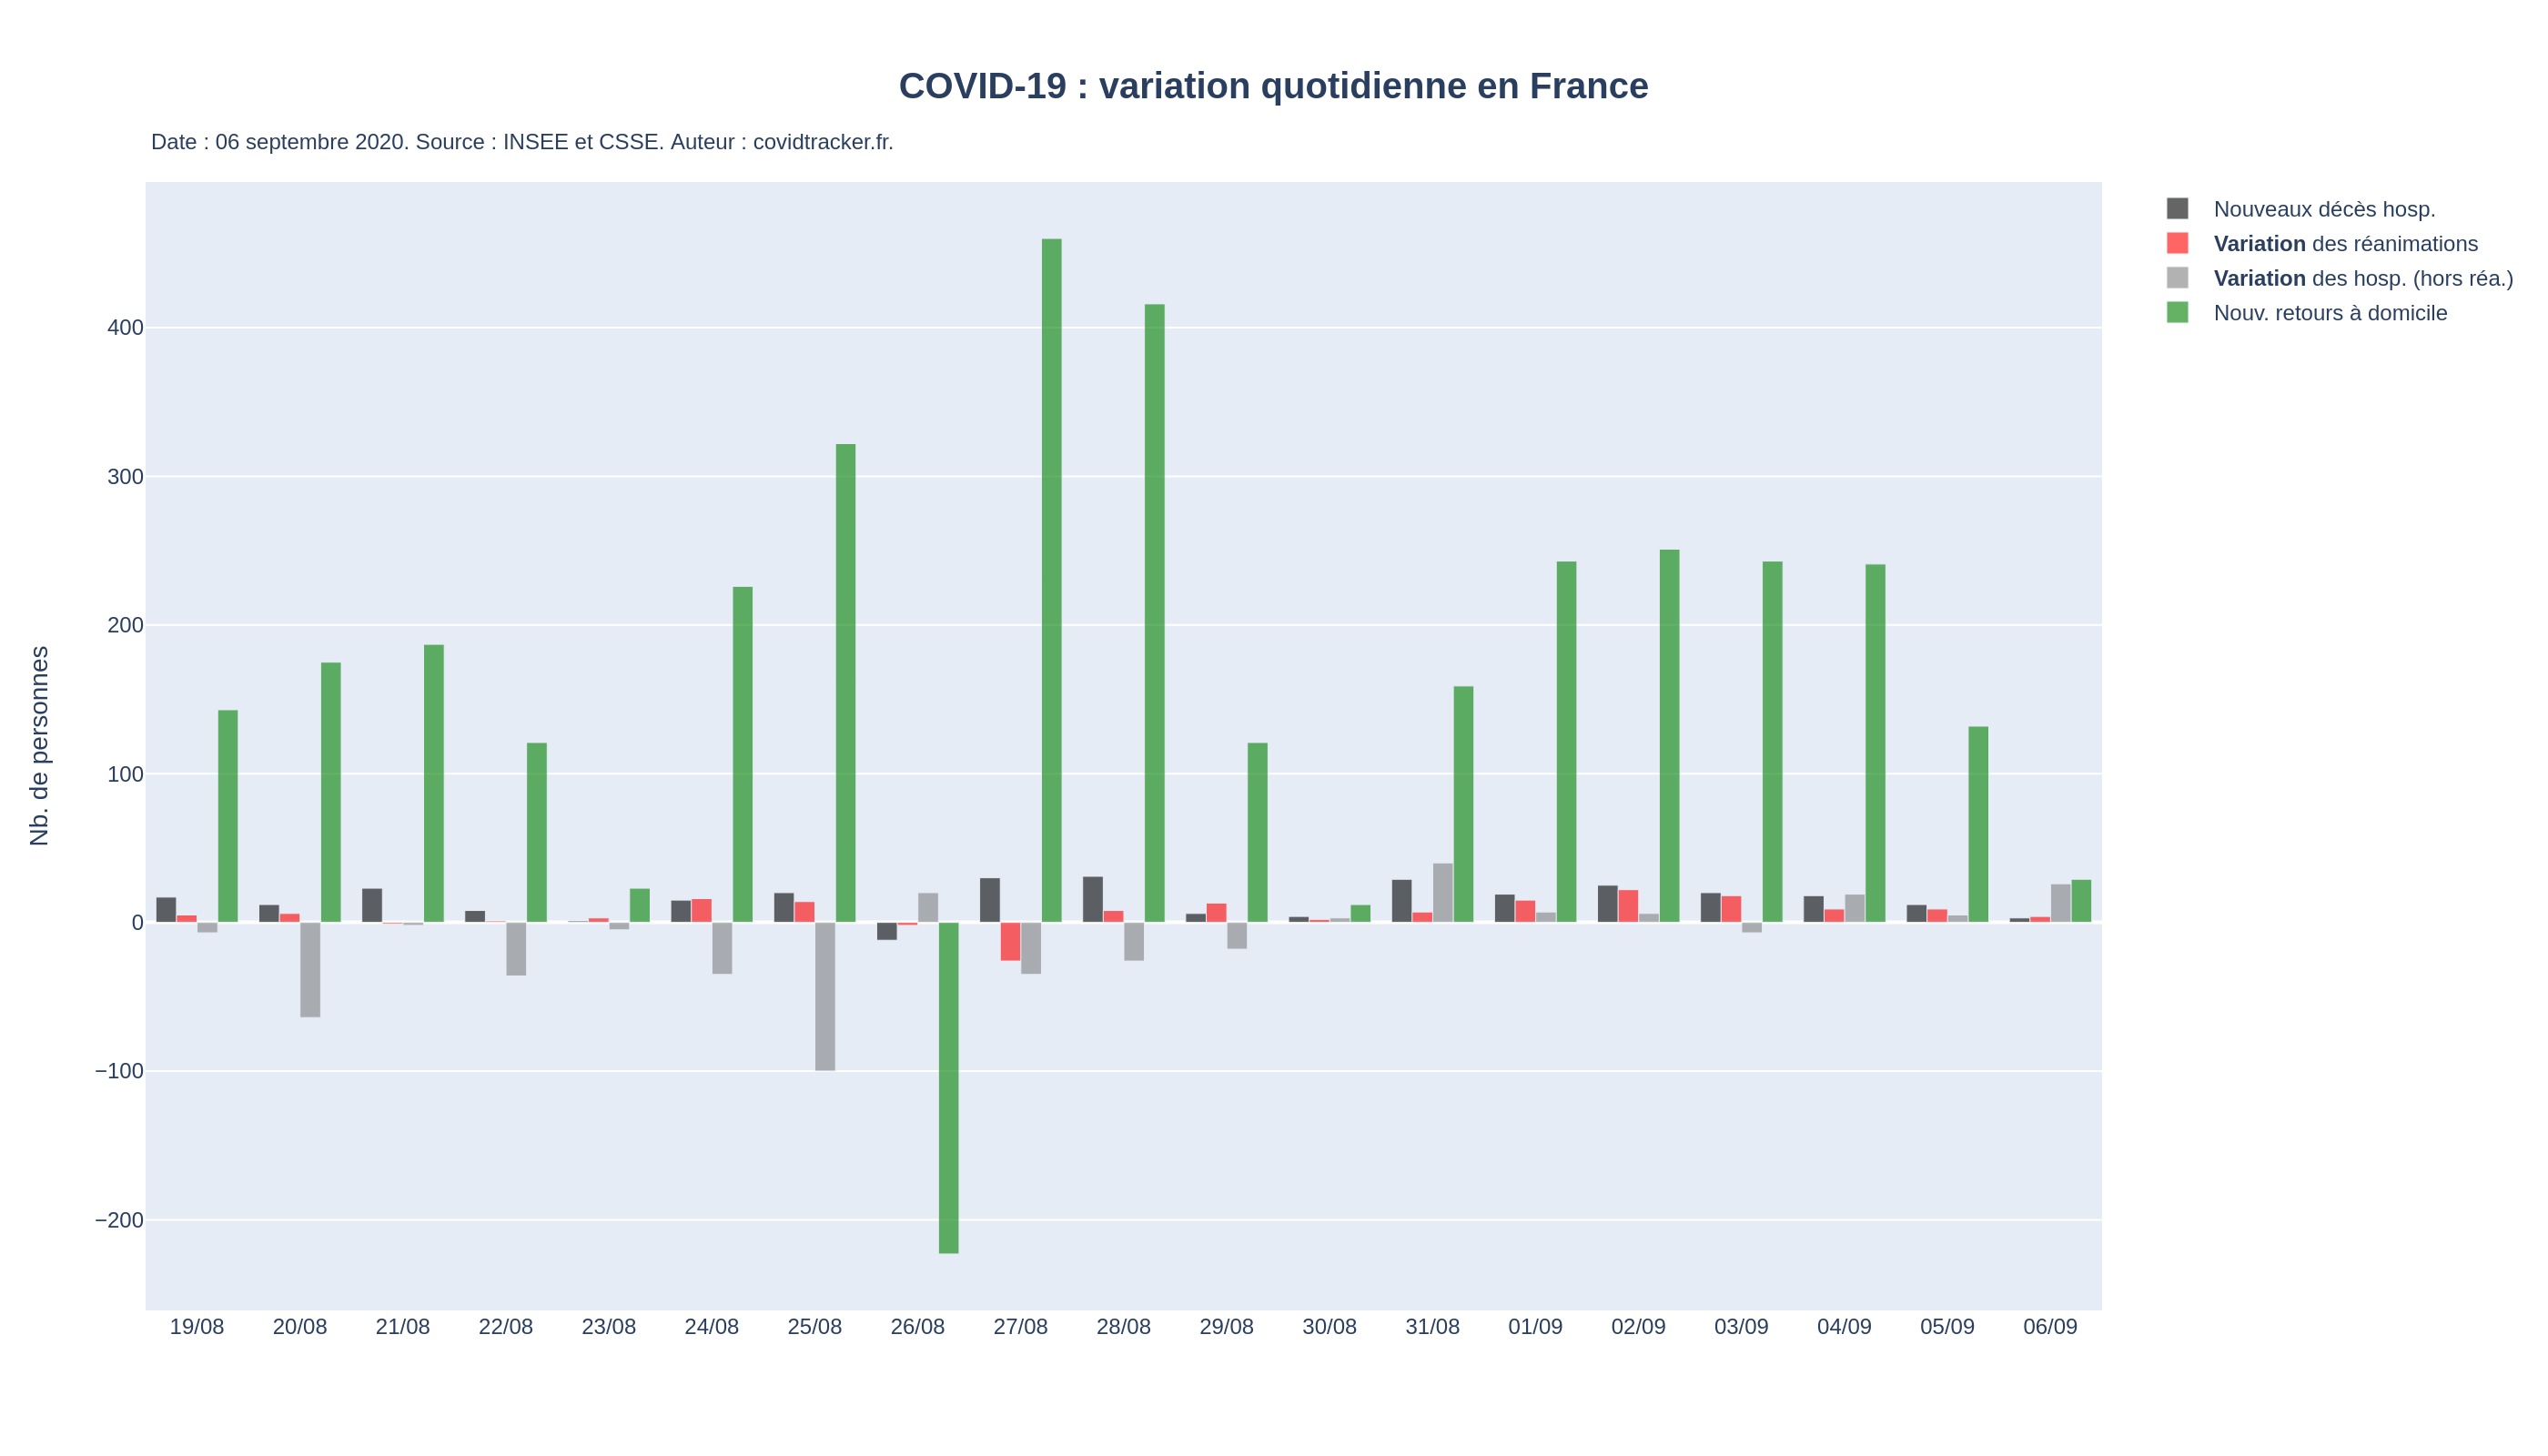 COVID-19 : variation quotidienne en France
Date : 06 septembre 2020. Source : INSEE et CSSE. Auteur : covidtracker.fr.
Nouveaux décès hosp.
Variation des réanimations
Variation des hosp. (hors réa.)
Nouv. retours à domicile
Nb. de personnes
400
300
200
100
0
−100
−200
19/08 20/08 21/08 22/08 23/08 24/08 25/08 26/08 27/08 28/08 29/08 30/08 31/08 01/09 02/09 03/09 04/09 05/09 06/09